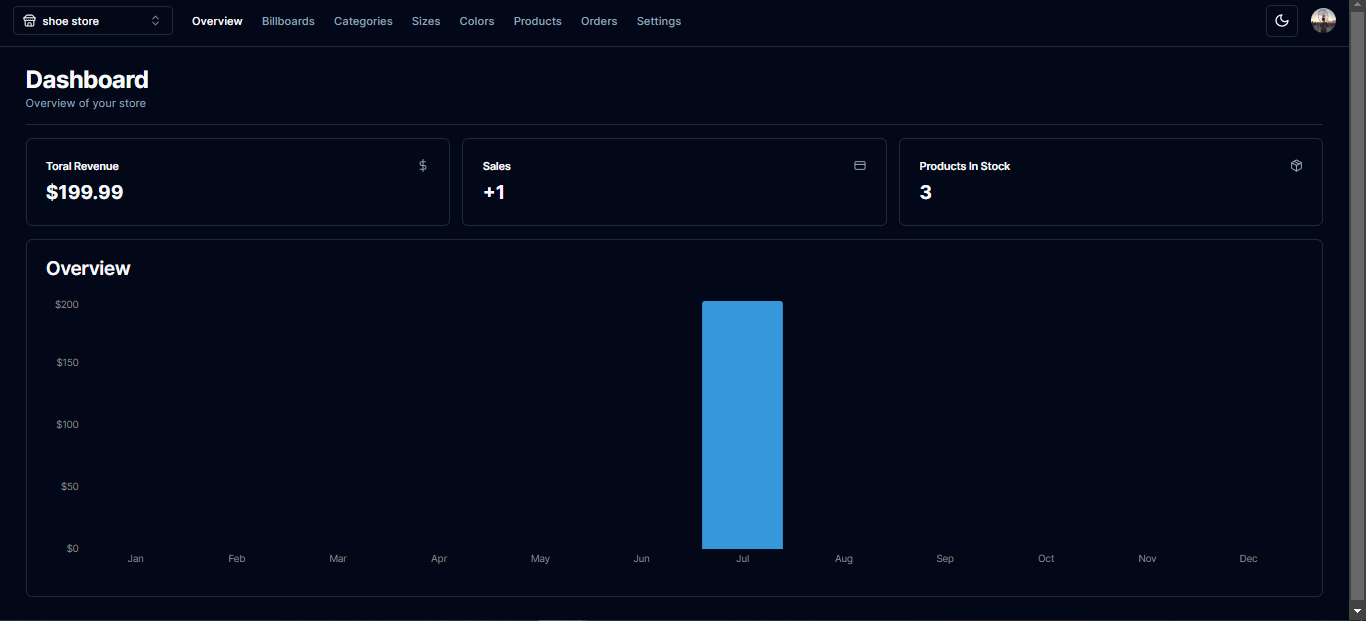 shoe store Overview Billboards Categories Sizes Colors Products Orders Settings
Dashboard
Overview of your store
Toral Revenue $
$199.99
Sales
+1
Products In Stock
3
Overview
$200
$150
$100
$50
$0
Jan Feb Mar Apr May Jun Jul Aug Sep Oct Nov Dec